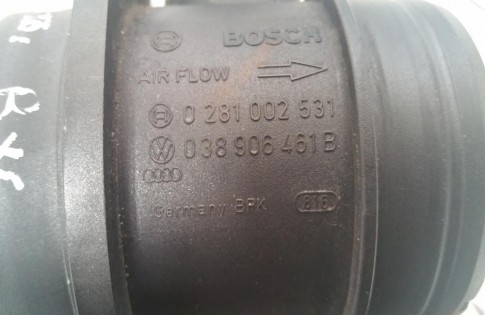 BOSCH
AIR FLOW
0 281 002 531
038 906 461 B
Germany BPK 816